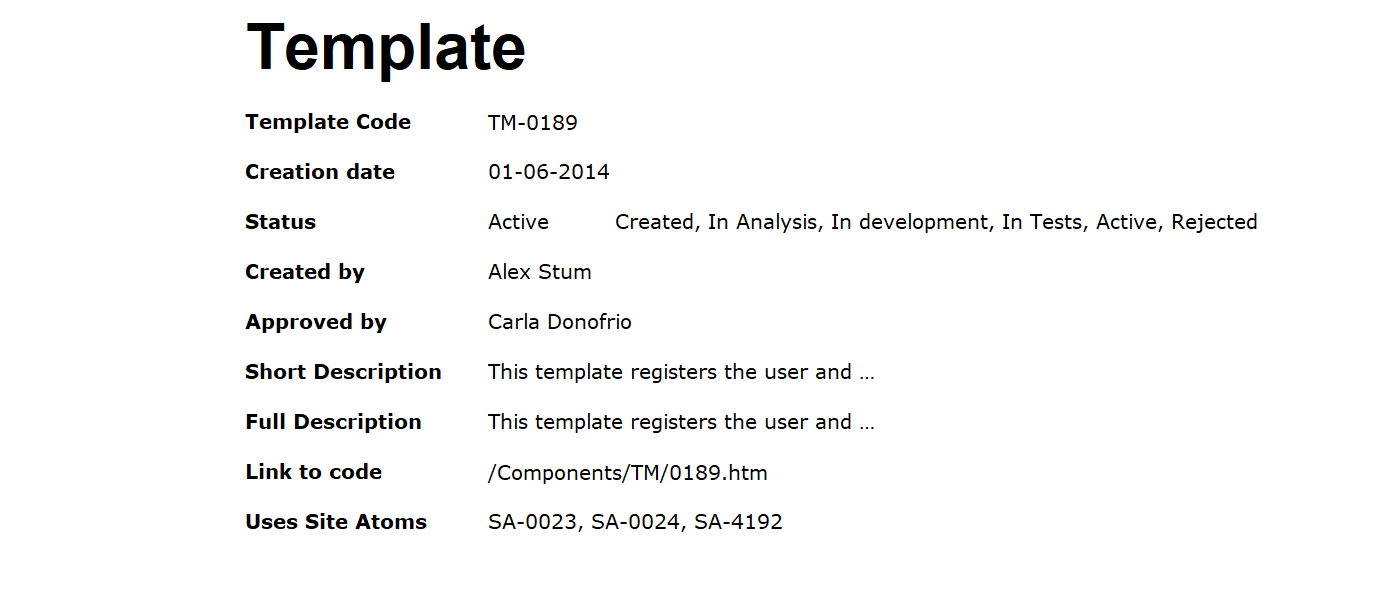 Template
Template Code TM-0189
Creation date 01-06-2014
Status Active Created, In Analysis, In development, In Tests, Active, Rejected
Created by Alex Stum
Approved by Carla Donofrio
Short Description This template registers the user and ...
Full Description This template registers the user and ...
Link to code /Components/TM/0189.htm
Uses Site Atoms SA-0023, SA-0024, SA-4192